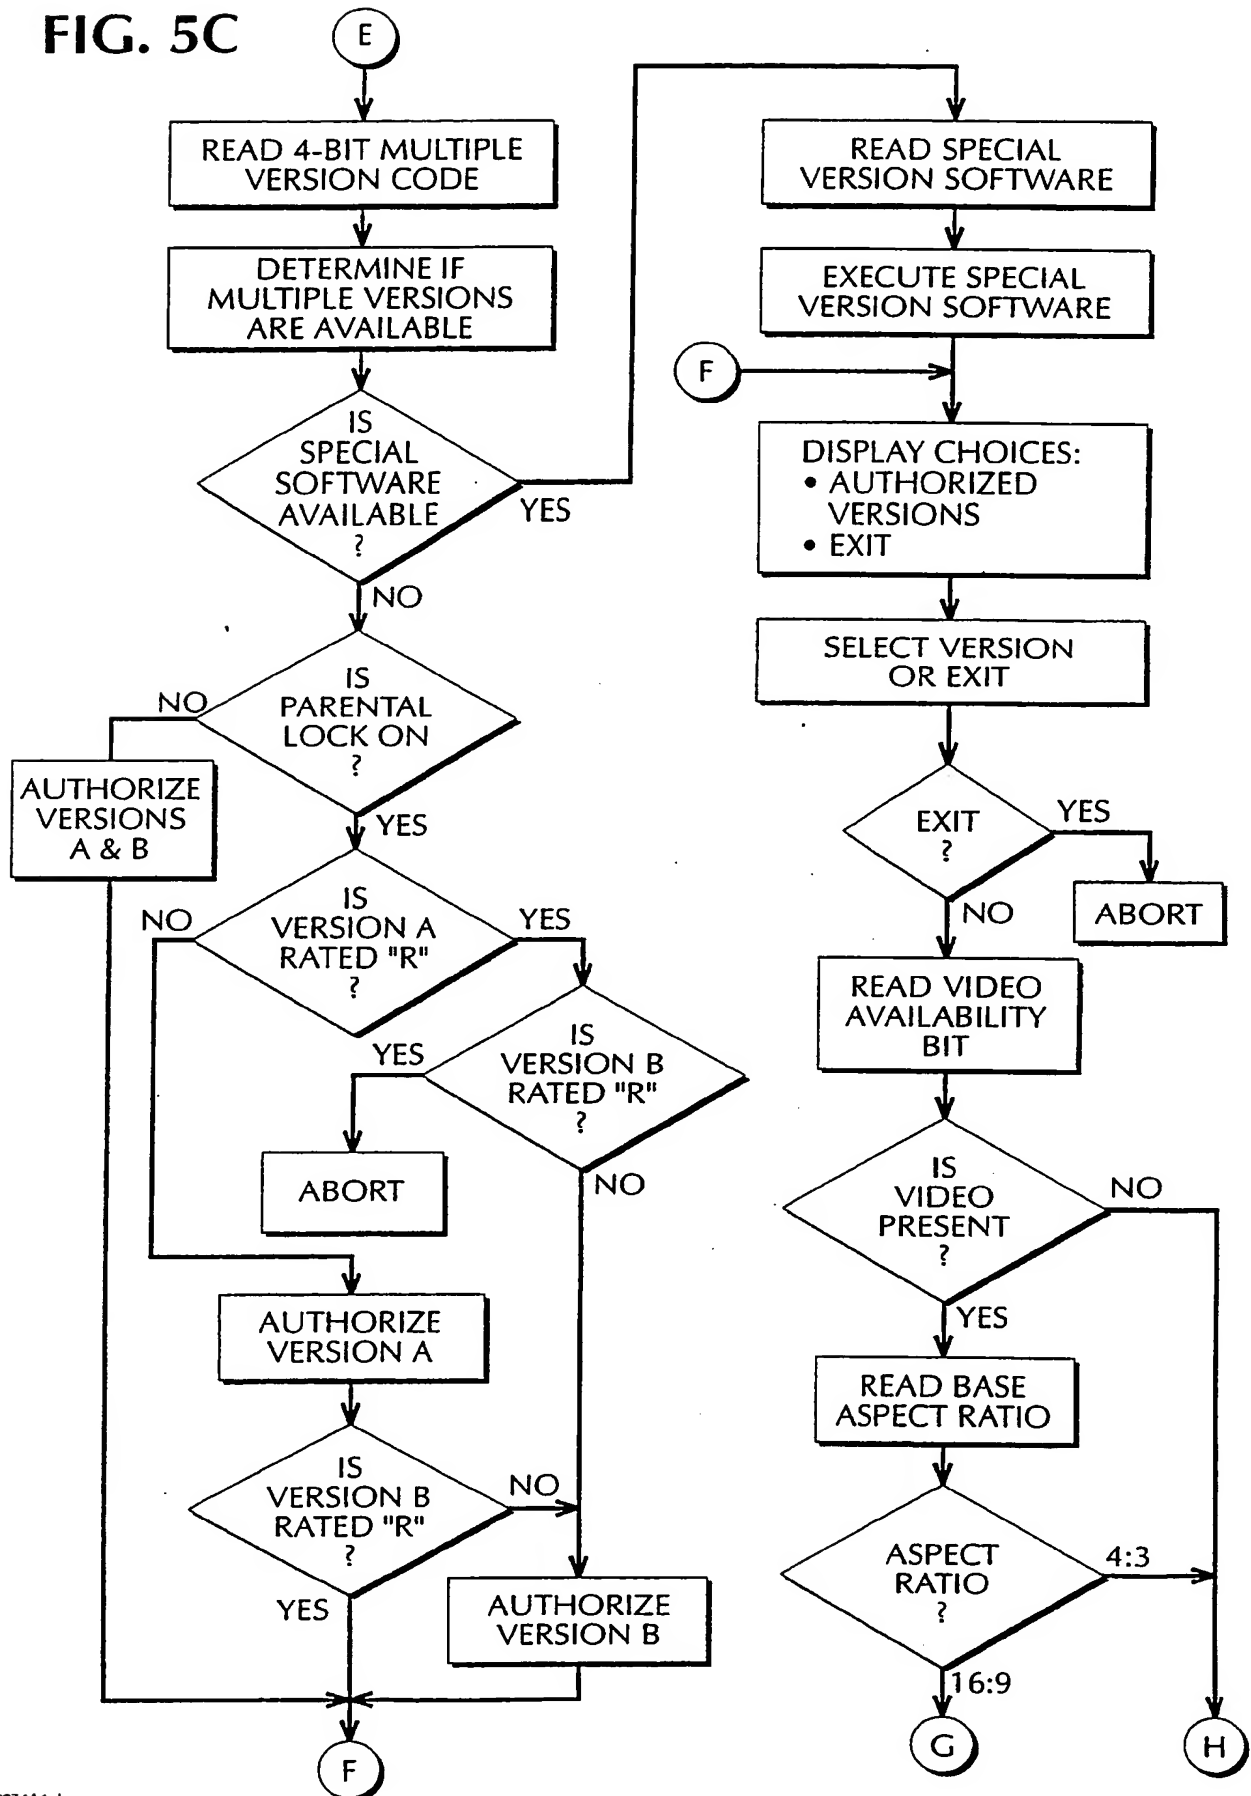 FIG. 5C
E
READ 4-BIT MULTIPLE
VERSION CODE
DETERMINE IF
MULTIPLE VERSIONS
ARE AVAILABLE
IS
SPECIAL
SOFTWARE
AVAILABLE
?
YES
NO
IS
PARENTAL
LOCK ON
?
NO
YES
AUTHORIZE
VERSIONS
A & B
IS
VERSION A
RATED "R"
?
NO
YES
IS
VERSION B
RATED "R"
?
YES
NO
ABORT
AUTHORIZE
VERSION A
IS
VERSION B
RATED "R"
?
NO
YES
AUTHORIZE
VERSION B
F
READ SPECIAL
VERSION SOFTWARE
EXECUTE SPECIAL
VERSION SOFTWARE
F
DISPLAY CHOICES:
• AUTHORIZED
VERSIONS
• EXIT
SELECT VERSION
OR EXIT
EXIT
?
YES
NO
ABORT
READ VIDEO
AVAILABILITY
BIT
IS
VIDEO
PRESENT
?
NO
YES
READ BASE
ASPECT RATIO
ASPECT
RATIO
?
4:3
16:9
G
H